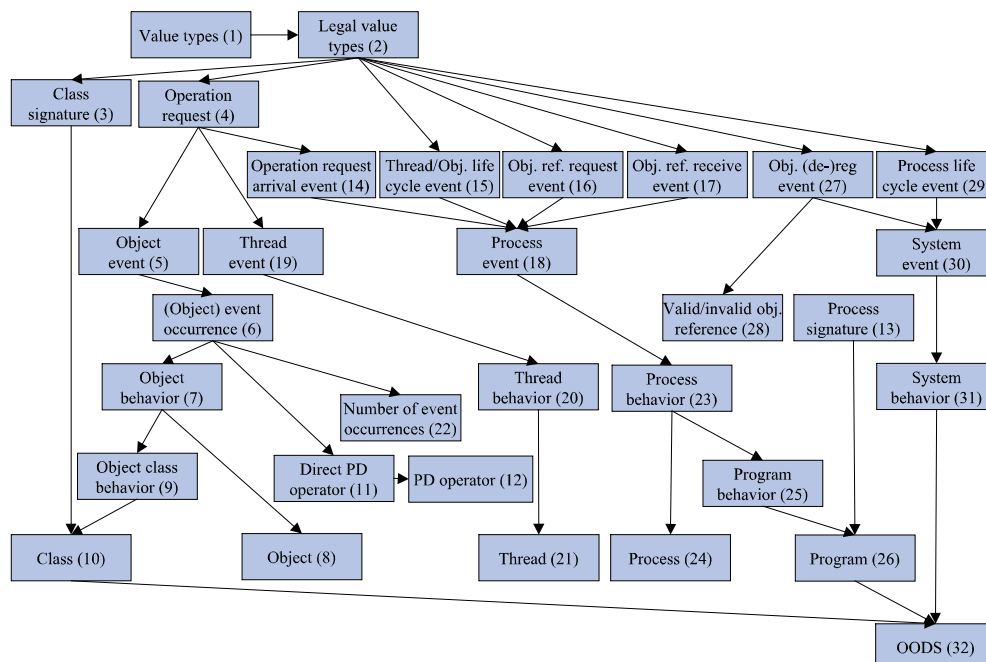 Value types (1)
Legal value
types (2)
Class
signature (3)
Operation
request (4)
Operation request
arrival event (14)
Thread/Obj. life
cycle event (15)
Obj. ref. request
event (16)
Obj. ref. receive
event (17)
Obj. (de-)reg
event (27)
Process life
cycle event (29)
Object
event (5)
Thread
event (19)
Process
event (18)
System
event (30)
(Object) event
occurrence (6)
Valid/invalid obj.
reference (28)
Process
signature (13)
Object
behavior (7)
Number of event
occurrences (22)
Thread
behavior (20)
Process
behavior (23)
System
behavior (31)
Object class
behavior (9)
Direct PD
operator (11)
PD operator (12)
Program
behavior (25)
Class (10)
Object (8)
Thread (21)
Process (24)
Program (26)
OODS (32)